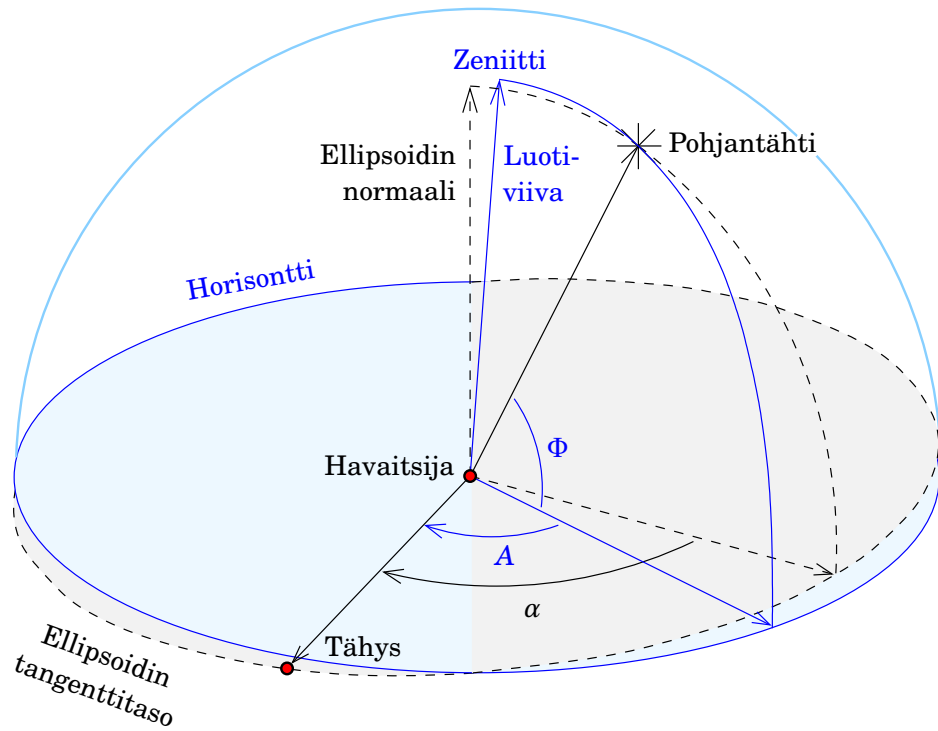 Zeniitti
Pohjantähti
Ellipsoidin
normaali
Luoti-
viiva
Horisontti
Φ
Havaitsija
A
α
Tähys
Ellipsoidin
tangenttitaso